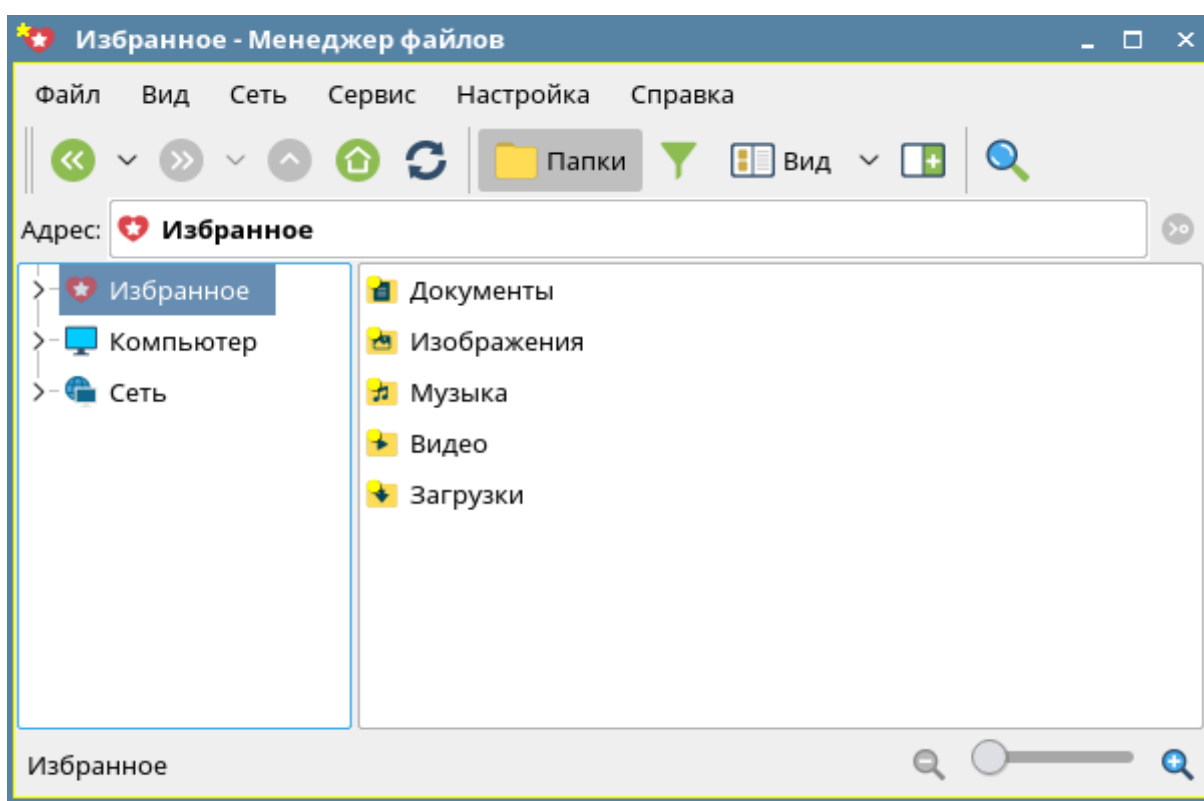 Избранное - Менеджер файлов
Файл Вид Сеть Сервис Настройка Справка
Папки Вид
Адрес: Избранное
Избранное
Компьютер
Сеть
Документы
Изображения
Музыка
Видео
Загрузки
Избранное